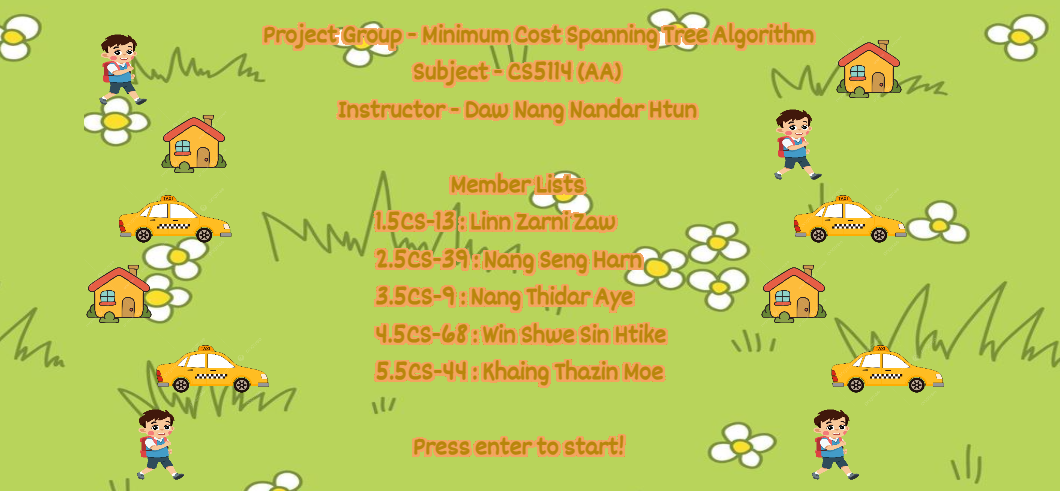 Project Group - Minimum Cost Spanning Tree Algorithm
Subject - CS5114 (AA)
Instructor - Daw Nang Nandar Htun
Member Lists
1.5CS-13 : Linn Zarni Zaw
2.5CS-39 : Nang Seng Harn
3.5CS-9 : Nang Thidar Aye
4.5CS-68 : Win Shwe Sin Htike
5.5CS-44 : Khaing Thazin Moe
Press enter to start!